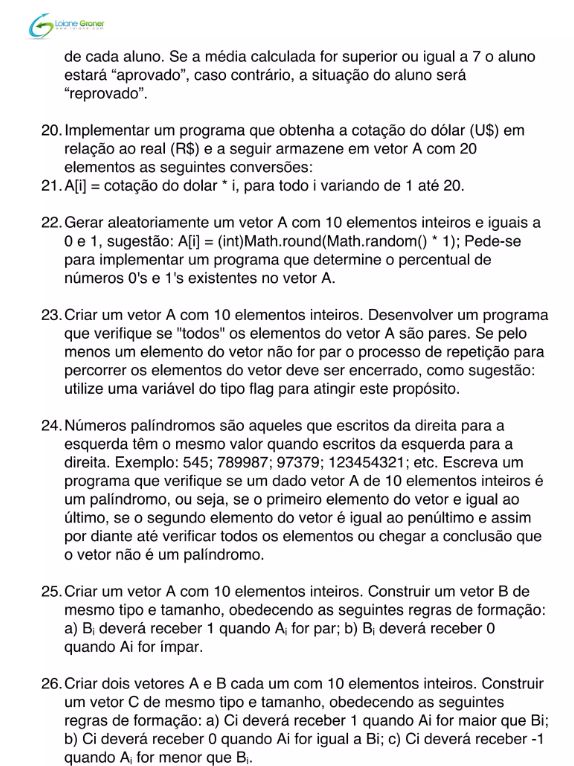 Loiane Groner
www.loiane.com
de cada aluno. Se a média calculada for superior ou igual a 7 o aluno
estará “aprovado”, caso contrário, a situação do aluno será
“reprovado”.
20. Implementar um programa que obtenha a cotação do dólar (U$) em
relação ao real (R$) e a seguir armazene em vetor A com 20
elementos as seguintes conversões:
21. A[i] = cotação do dolar * i, para todo i variando de 1 até 20.
22. Gerar aleatoriamente um vetor A com 10 elementos inteiros e iguais a
0 e 1, sugestão: A[i] = (int)Math.round(Math.random() * 1); Pede-se
para implementar um programa que determine o percentual de
números 0's e 1's existentes no vetor A.
23. Criar um vetor A com 10 elementos inteiros. Desenvolver um programa
que verifique se "todos" os elementos do vetor A são pares. Se pelo
menos um elemento do vetor não for par o processo de repetição para
percorrer os elementos do vetor deve ser encerrado, como sugestão:
utilize uma variável do tipo flag para atingir este propósito.
24. Números palíndromos são aqueles que escritos da direita para a
esquerda têm o mesmo valor quando escritos da esquerda para a
direita. Exemplo: 545; 789987; 97379; 123454321; etc. Escreva um
programa que verifique se um dado vetor A de 10 elementos inteiros é
um palíndromo, ou seja, se o primeiro elemento do vetor e igual ao
último, se o segundo elemento do vetor é igual ao penúltimo e assim
por diante até verificar todos os elementos ou chegar a conclusão que
o vetor não é um palíndromo.
25. Criar um vetor A com 10 elementos inteiros. Construir um vetor B de
mesmo tipo e tamanho, obedecendo as seguintes regras de formação:
a) Bi deverá receber 1 quando Ai for par; b) Bi deverá receber 0
quando Ai for ímpar.
26. Criar dois vetores A e B cada um com 10 elementos inteiros. Construir
um vetor C de mesmo tipo e tamanho, obedecendo as seguintes
regras de formação: a) Ci deverá receber 1 quando Ai for maior que Bi;
b) Ci deverá receber 0 quando Ai for igual a Bi; c) Ci deverá receber -1
quando Ai for menor que Bi.